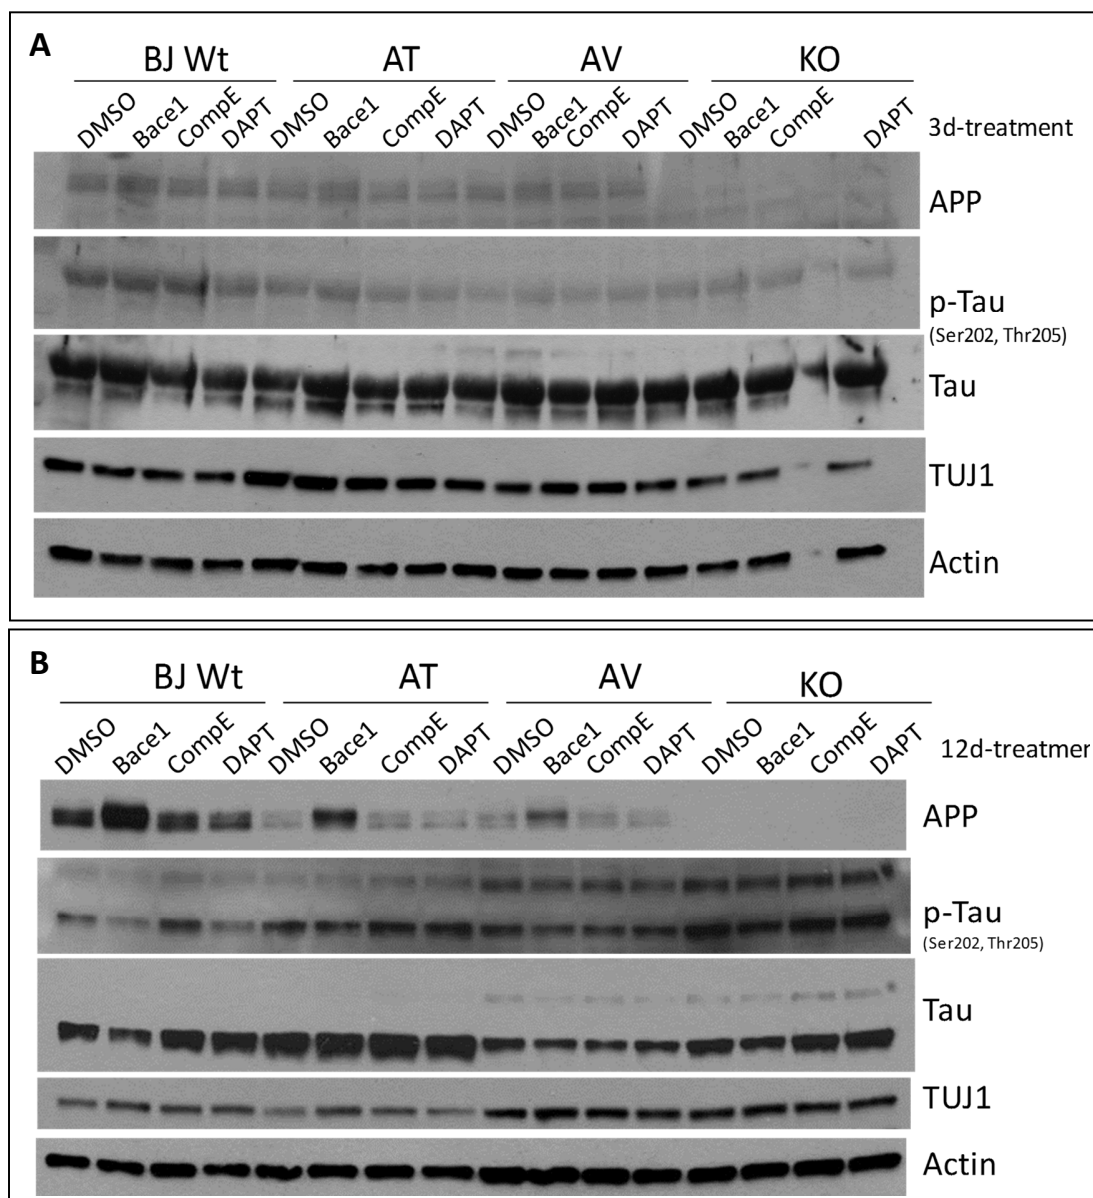 A
BJ Wt AT AV KO
DMSO Bace1 CompE DAPT DMSO Bace1 CompE DAPT DMSO Bace1 CompE DAPT DMSO Bace1 CompE DAPT
3d-treatment
APP
p-Tau
(Ser202, Thr205)
Tau
TUJ1
Actin
B
BJ Wt AT AV KO
DMSO Bace1 CompE DAPT DMSO Bace1 CompE DAPT DMSO Bace1 CompE DAPT DMSO Bace1 CompE DAPT
12d-treatmen
APP
p-Tau
(Ser202, Thr205)
Tau
TUJ1
Actin